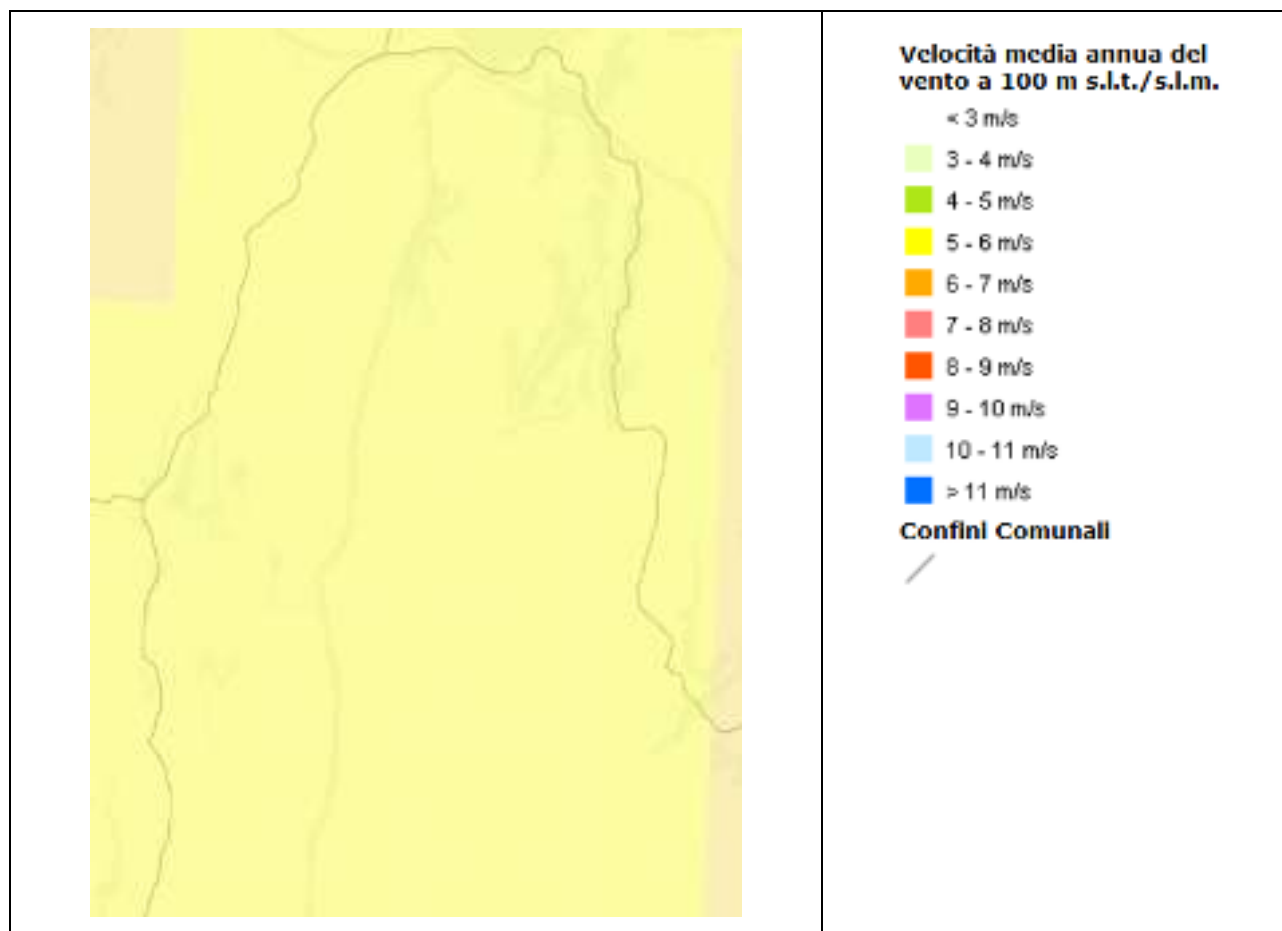 Velocità media annua del
vento a 100 m s.l.t./s.l.m.
< 3 m/s
3 - 4 m/s
4 - 5 m/s
5 - 6 m/s
6 - 7 m/s
7 - 8 m/s
8 - 9 m/s
9 - 10 m/s
10 - 11 m/s
> 11 m/s
Confini Comunali